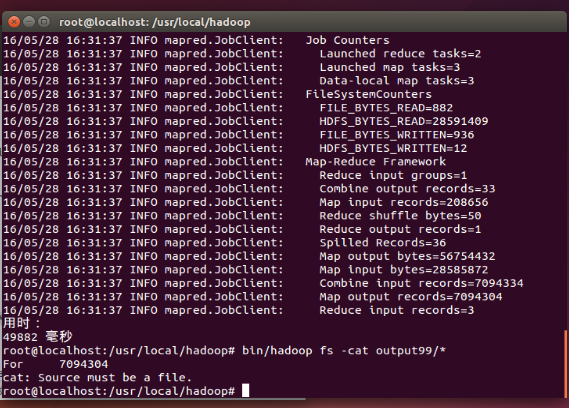 root@localhost: /usr/local/hadoop
16/05/28 16:31:37 INFO mapred.JobClient:   Job Counters
16/05/28 16:31:37 INFO mapred.JobClient:     Launched reduce tasks=2
16/05/28 16:31:37 INFO mapred.JobClient:     Launched map tasks=3
16/05/28 16:31:37 INFO mapred.JobClient:     Data-local map tasks=3
16/05/28 16:31:37 INFO mapred.JobClient:   FileSystemCounters
16/05/28 16:31:37 INFO mapred.JobClient:     FILE_BYTES_READ=882
16/05/28 16:31:37 INFO mapred.JobClient:     HDFS_BYTES_READ=28591409
16/05/28 16:31:37 INFO mapred.JobClient:     FILE_BYTES_WRITTEN=936
16/05/28 16:31:37 INFO mapred.JobClient:     HDFS_BYTES_WRITTEN=12
16/05/28 16:31:37 INFO mapred.JobClient:   Map-Reduce Framework
16/05/28 16:31:37 INFO mapred.JobClient:     Reduce input groups=1
16/05/28 16:31:37 INFO mapred.JobClient:     Combine output records=33
16/05/28 16:31:37 INFO mapred.JobClient:     Map input records=208656
16/05/28 16:31:37 INFO mapred.JobClient:     Reduce shuffle bytes=50
16/05/28 16:31:37 INFO mapred.JobClient:     Reduce output records=1
16/05/28 16:31:37 INFO mapred.JobClient:     Spilled Records=36
16/05/28 16:31:37 INFO mapred.JobClient:     Map output bytes=56754432
16/05/28 16:31:37 INFO mapred.JobClient:     Map input bytes=28585872
16/05/28 16:31:37 INFO mapred.JobClient:     Combine input records=7094334
16/05/28 16:31:37 INFO mapred.JobClient:     Map output records=7094304
16/05/28 16:31:37 INFO mapred.JobClient:     Reduce input records=3
用时：
49882 毫秒
root@localhost:/usr/local/hadoop# bin/hadoop fs -cat output99/*
For     7094304
cat: Source must be a file.
root@localhost:/usr/local/hadoop#